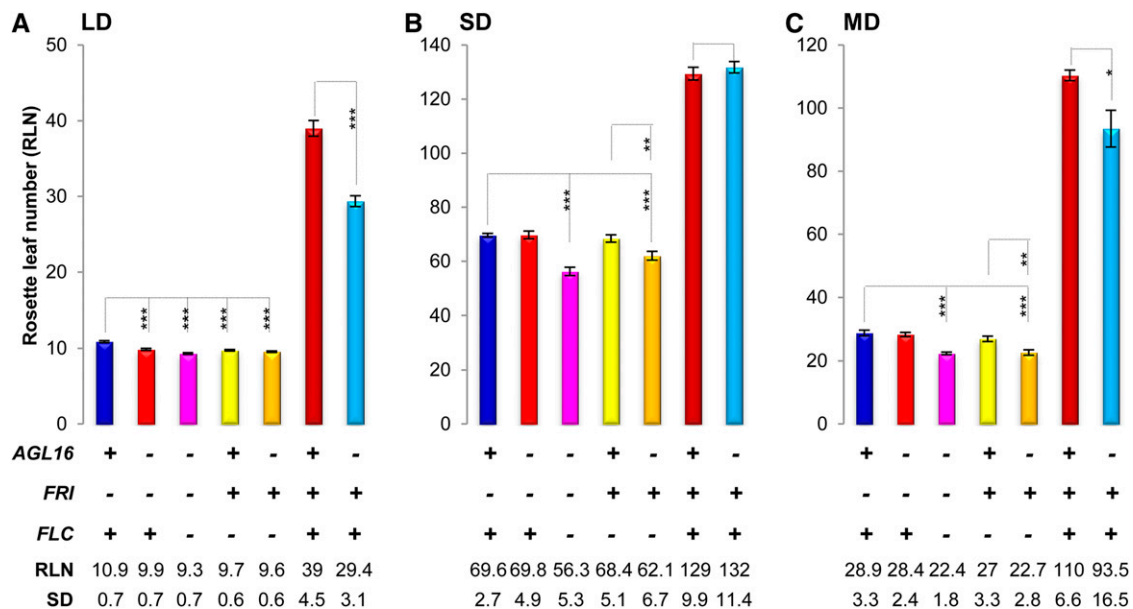 A LD B SD C MD
50 140 120
120 100
40
100 80
30 80
60
20 60
40
40
10 20
20
0 0 0
Rosette leaf number (RLN)
*** *** *** *** ***
*** *** **
*** *** ** *
AGL16 + - - + - + - + - - + - + - + - - + - + -
FRI - - - + + + + - - - + + + + - - - + + + +
FLC + + - - - + + + + - - - + + + + - - - + +
RLN 10.9 9.9 9.3 9.7 9.6 39 29.4 69.6 69.8 56.3 68.4 62.1 129 132 28.9 28.4 22.4 27 22.7 110 93.5
SD 0.7 0.7 0.7 0.6 0.6 4.5 3.1 2.7 4.9 5.3 5.1 6.7 9.9 11.4 3.3 2.4 1.8 3.3 2.8 6.6 16.5